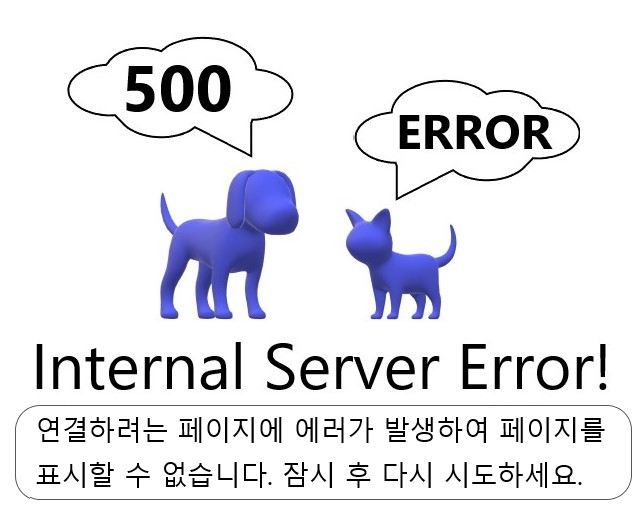 500
ERROR
Internal Server Error!
연결하려는 페이지에 에러가 발생하여 페이지를
표시할 수 없습니다. 잠시 후 다시 시도하세요.